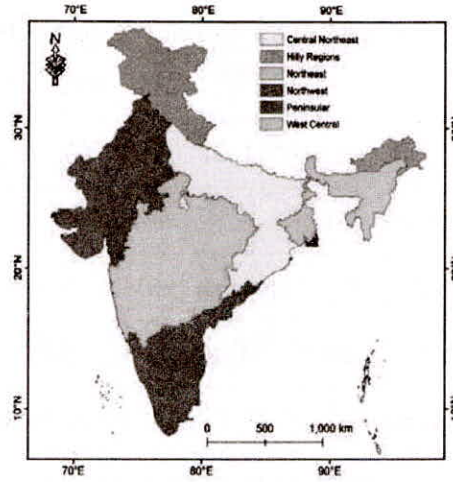 70°E 80°E 90°E
N
Central Northeast
Hilly Regions
Northeast
Northwest
Peninsular
West Central
30°N
20°N 20°N
10°N
0 500 1,000 km
70°E 80°E 90°E